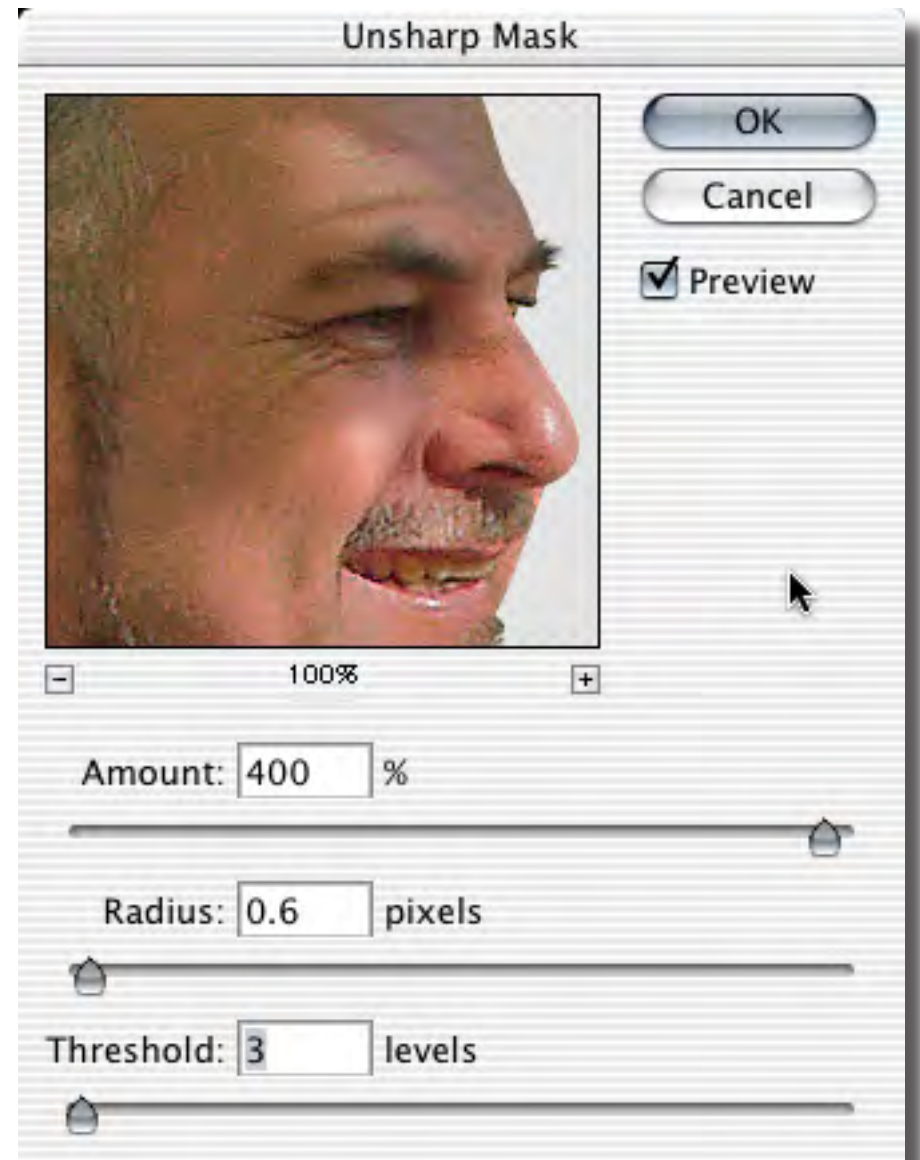 Unsharp Mask
OK
Cancel
Preview
100%
Amount: 400 %
Radius: 0.6 pixels
Threshold: 3 levels